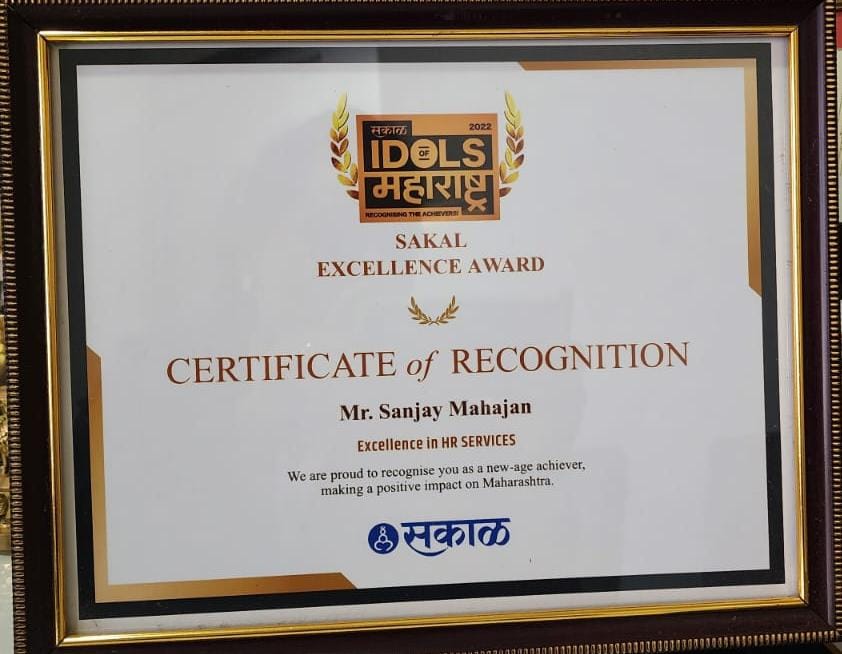 सकाळ 2022
IDOLS
OF
महाराष्ट्र
RECOGNISING THE ACHIEVERS!
SAKAL
EXCELLENCE AWARD
CERTIFICATE of RECOGNITION
Mr. Sanjay Mahajan
Excellence in HR SERVICES
We are proud to recognise you as a new-age achiever,
making a positive impact on Maharashtra.
सकाळ